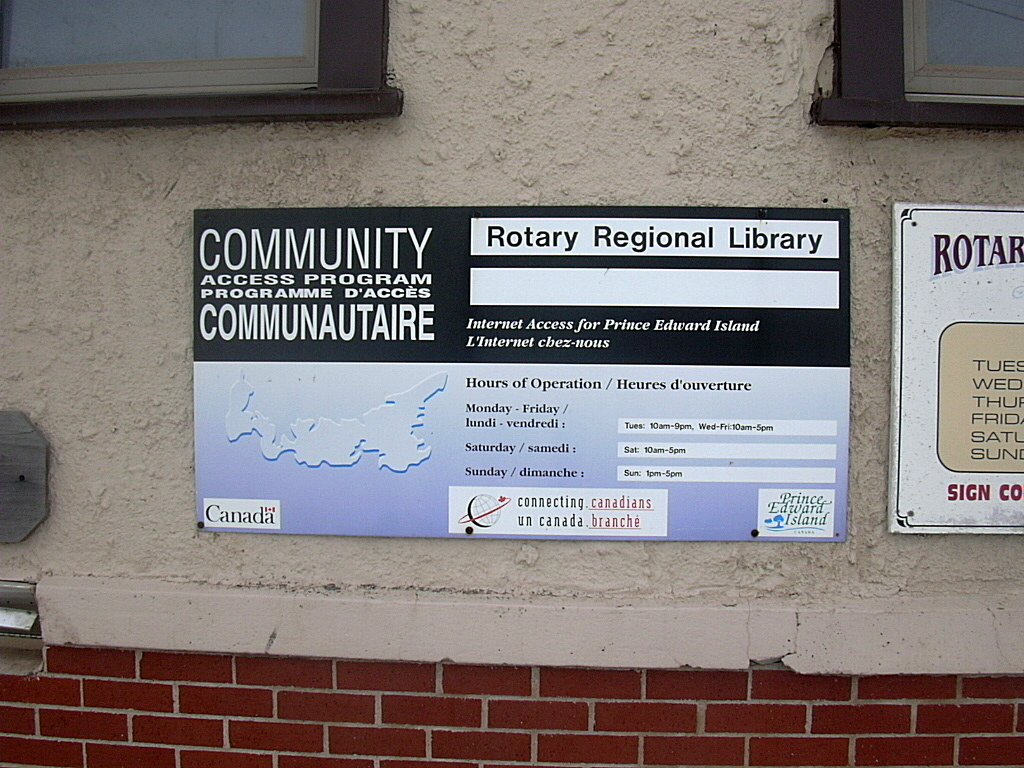 COMMUNITY
ACCESS PROGRAM
PROGRAMME D'ACCÈS
COMMUNAUTAIRE
Rotary Regional Library
Internet Access for Prince Edward Island
L'Internet chez-nous
Hours of Operation / Heures d'ouverture
Monday - Friday /
lundi - vendredi :
Tues: 10am-9pm, Wed-Fri:10am-5pm
Saturday / samedi :
Sat: 10am-5pm
Sunday / dimanche :
Sun: 1pm-5pm
Canada
connecting canadians
un canada branché
Prince
Edward
Island
CANADA
ROTAR
TUES
WED
THUR
FRIDA
SATU
SUND
SIGN CO